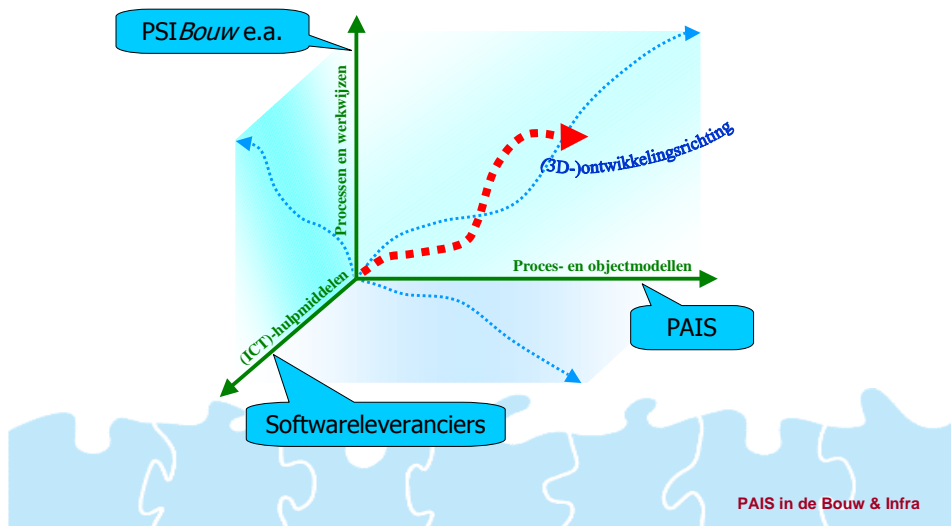 PSIBouw e.a.
Processen en werkwijzen
(3D-)ontwikkelingsrichting
Proces- en objectmodellen
(ICT)-hulpmiddelen
PAIS
Softwareleveranciers
PAIS in de Bouw & Infra